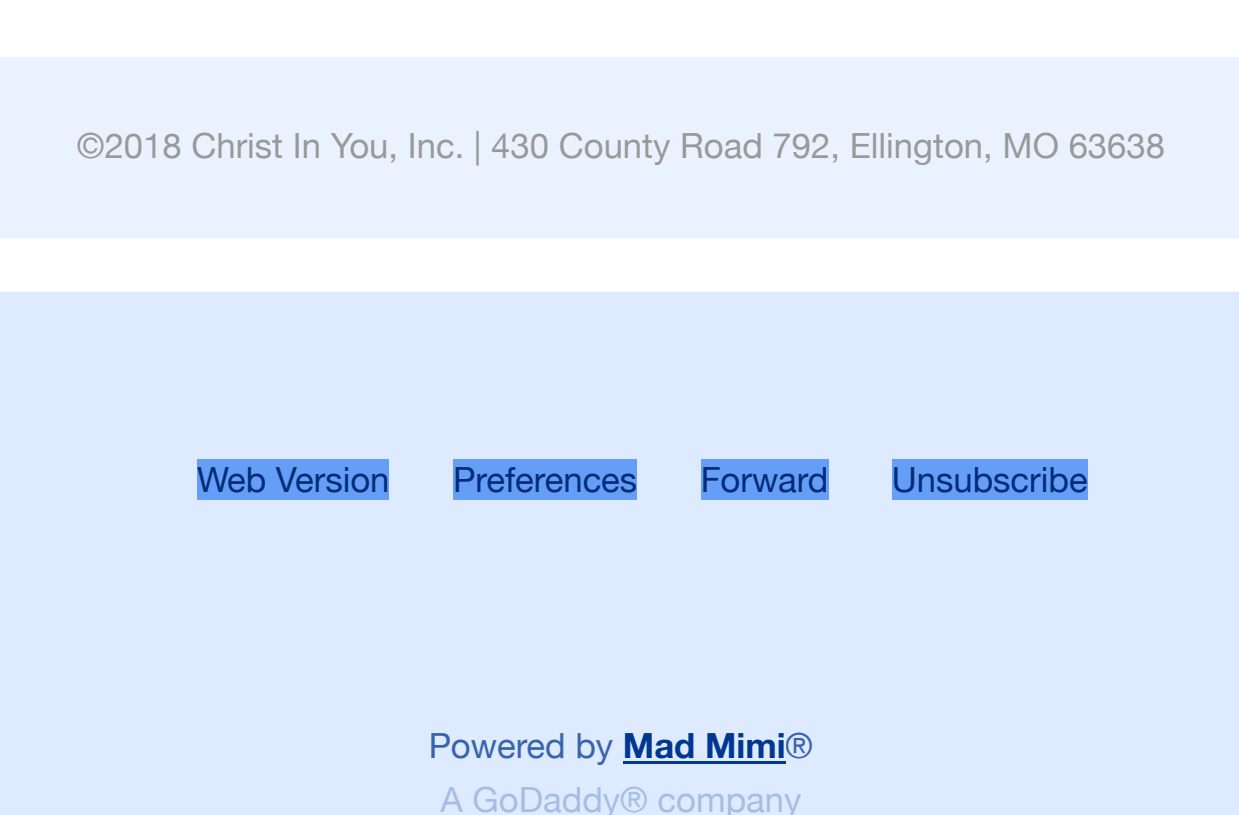 ©2018 Christ In You, Inc. | 430 County Road 792, Ellington, MO 63638
Web Version Preferences Forward Unsubscribe
Powered by Mad Mimi®
A GoDaddy® company